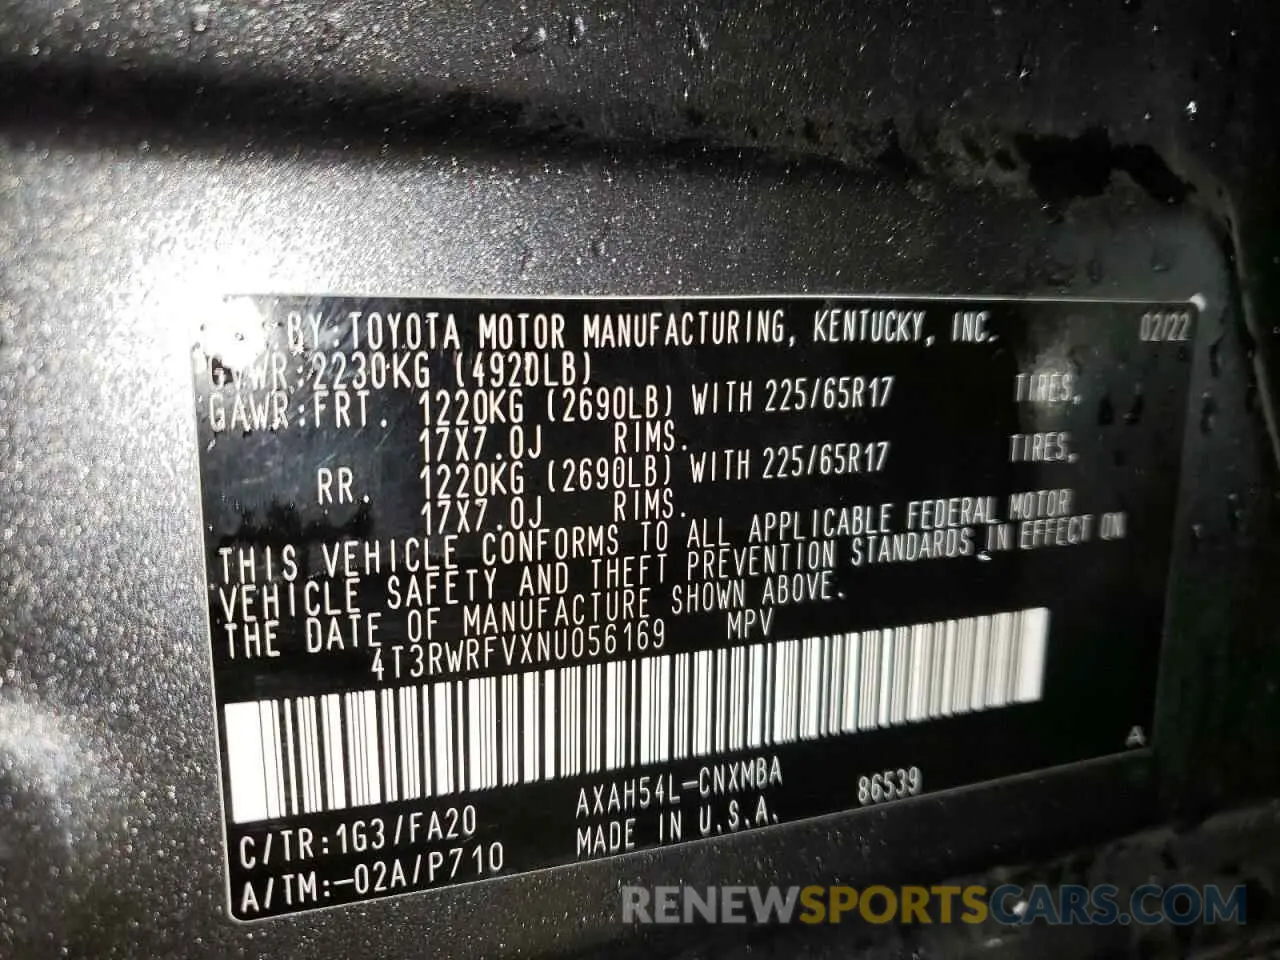 BY: TOYOTA MOTOR MANUFACTURING, KENTUCKY, INC. 02/22
GVWR:2230KG (4920LB)
GAWR:FRT. 1220KG (2690LB) WITH 225/65R17 TIRES,
17X7.0J RIMS.
RR. 1220KG (2690LB) WITH 225/65R17 TIRES,
17X7.0J RIMS.
THIS VEHICLE CONFORMS TO ALL APPLICABLE FEDERAL MOTOR
VEHICLE SAFETY AND THEFT PREVENTION STANDARDS IN EFFECT ON
THE DATE OF MANUFACTURE SHOWN ABOVE.
4T3RWRFVXNU056169 MPV
A
C/TR:1G3/FA20 AXAH54L-CNXMBA 86539
A/TM:-02A/P710 MADE IN U.S.A.
RENEWSPORTSCARS.COM